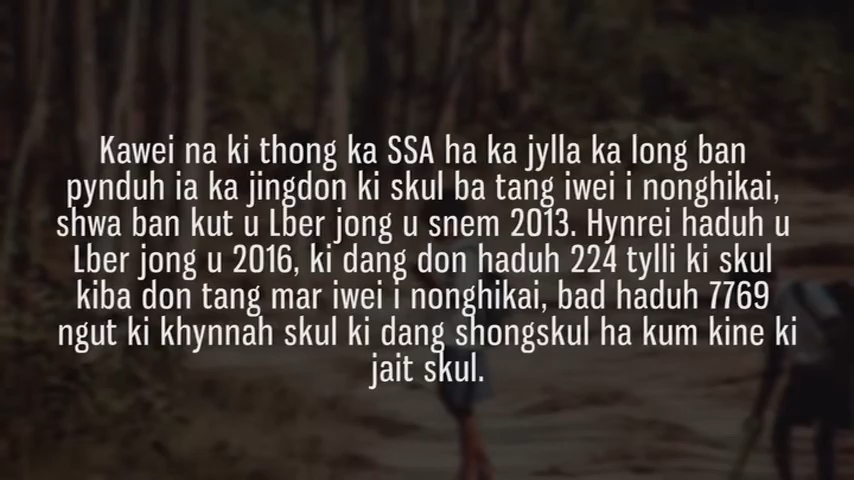 Kawei na ki thong ka SSA ha ka jylla ka long ban
pynduh ia ka jingdon ki skul ba tang iwei i nonghikai,
shwa ban kut u Lber jong u snem 2013. Hynrei haduh u
Lber jong u 2016, ki dang don haduh 224 tylli ki skul
kiba don tang mar iwei i nonghikai, bad haduh 7769
ngut ki khynnah skul ki dang shongskul ha kum kine ki
jait skul.